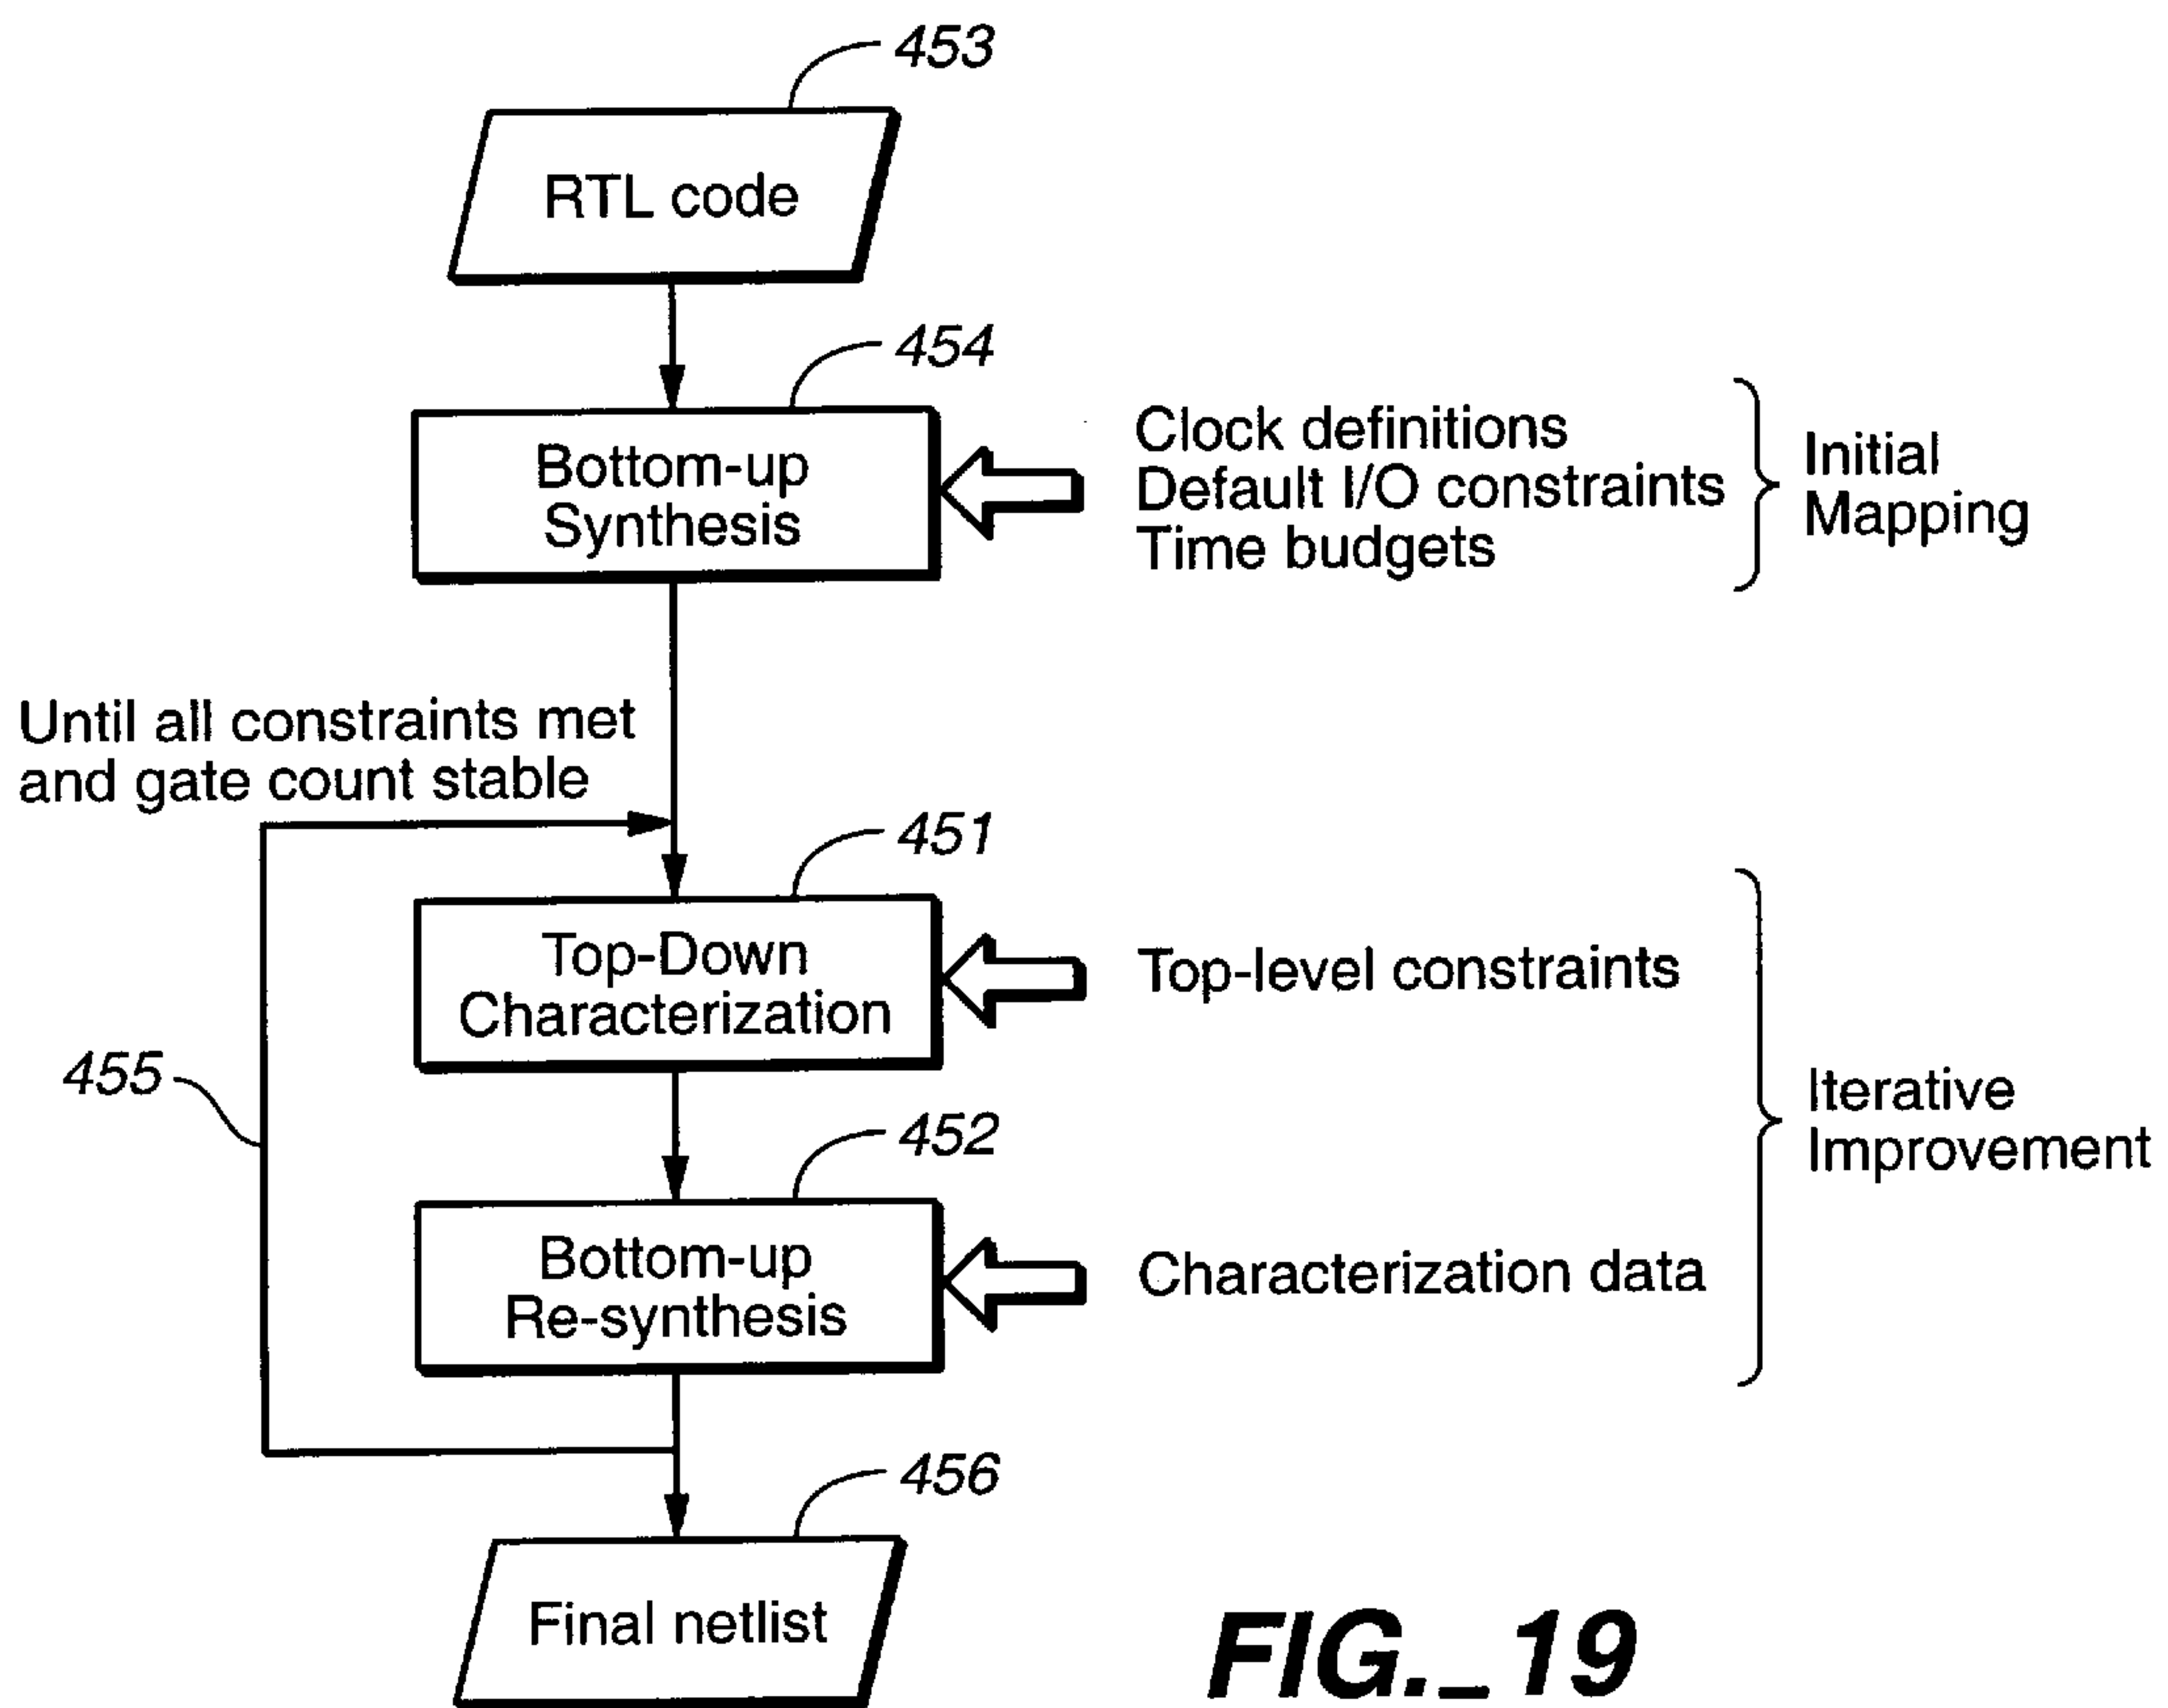 453
RTL code
454
Bottom-up
Synthesis
Clock definitions
Default I/O constraints
Time budgets
Initial
Mapping
Until all constraints met
and gate count stable
451
Top-Down
Characterization
Top-level constraints
455
Iterative
Improvement
452
Bottom-up
Re-synthesis
Characterization data
456
Final netlist
FIG._19